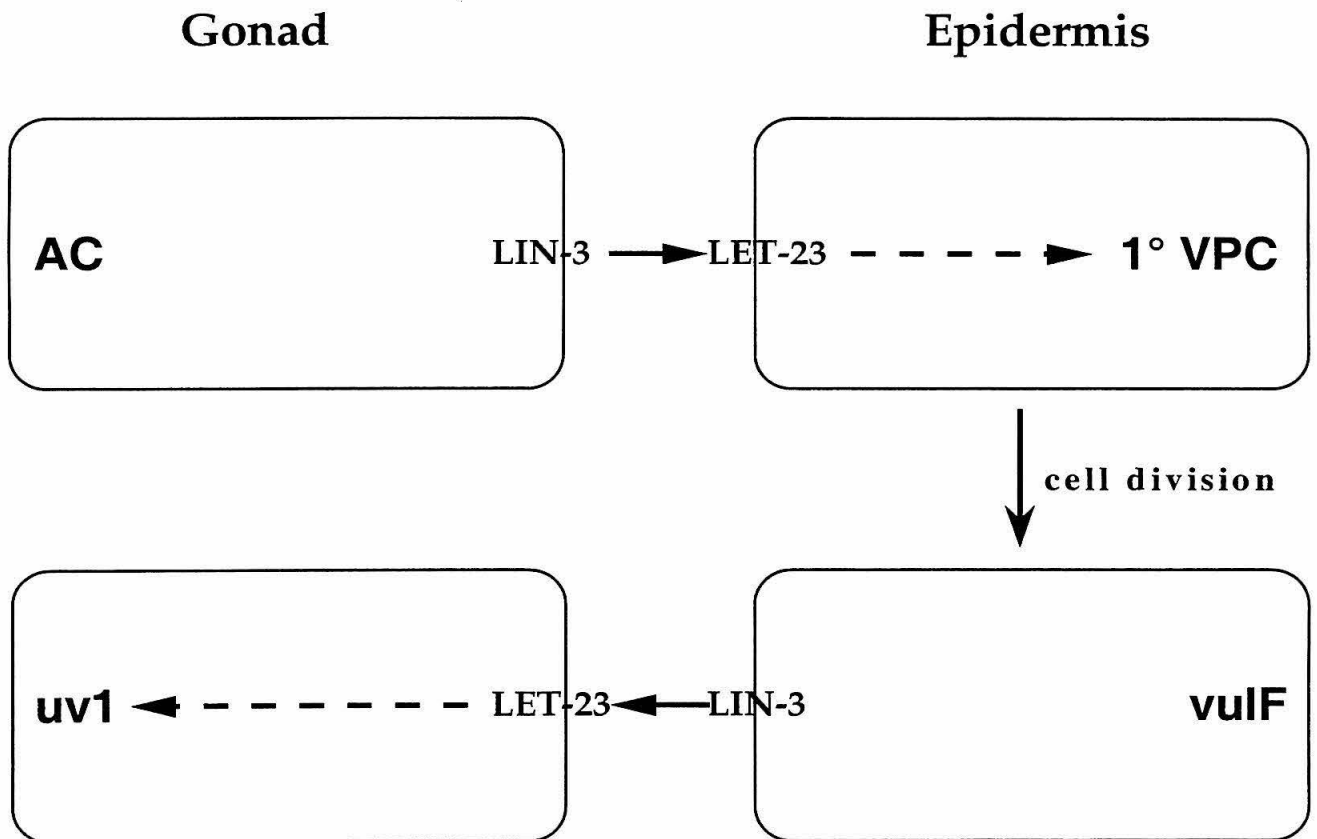 Gonad Epidermis
AC LIN-3 LET-23 1° VPC
cell division
uv1 LET-23 LIN-3 vulF